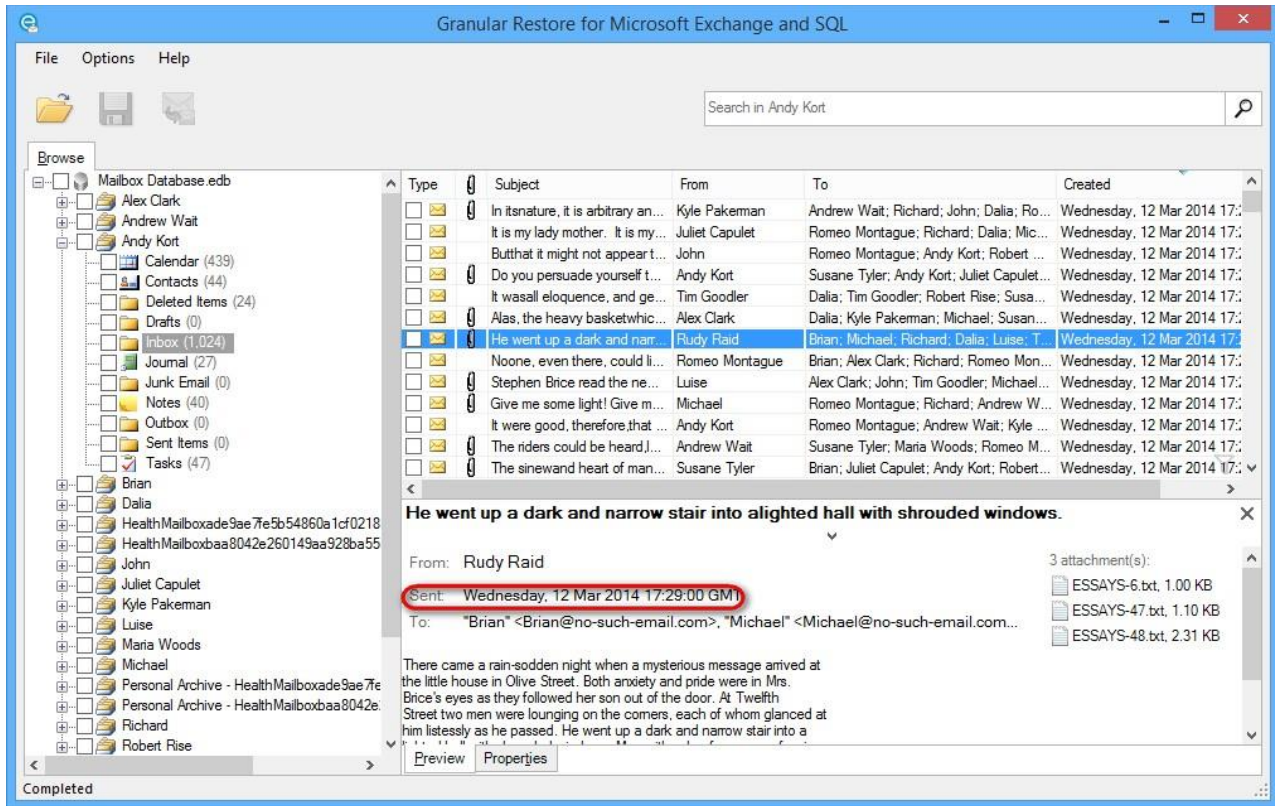 Granular Restore for Microsoft Exchange and SQL
File Options Help
Search in Andy Kort
Browse
Mailbox Database.edb
Alex Clark
Andrew Wait
Andy Kort
Calendar (439)
Contacts (44)
Deleted Items (24)
Drafts (0)
Inbox (1,024)
Journal (27)
Junk Email (0)
Notes (40)
Outbox (0)
Sent Items (0)
Tasks (47)
Brian
Dalia
HealthMailboxade9ae7fe5b54860a1cf0218
HealthMailboxbaa8042e260149aa928ba55
John
Juliet Capulet
Kyle Pakerman
Luise
Maria Woods
Michael
Personal Archive - HealthMailboxade9ae7fe
Personal Archive - HealthMailboxbaa8042e
Richard
Robert Rise
Type Subject From To Created
In itsnature, it is arbitrary an... Kyle Pakerman Andrew Wait; Richard; John; Dalia; Ro... Wednesday, 12 Mar 2014 17:
It is my lady mother. It is my... Juliet Capulet Romeo Montague; Richard; Dalia; Mic... Wednesday, 12 Mar 2014 17:
Butthat it might not appear t... John Romeo Montague; Andy Kort; Robert ... Wednesday, 12 Mar 2014 17:
Do you persuade yourself t... Andy Kort Susane Tyler; Andy Kort; Juliet Capulet... Wednesday, 12 Mar 2014 17:
It wasall eloquence, and ge... Tim Goodler Dalia; Tim Goodler; Robert Rise; Susa... Wednesday, 12 Mar 2014 17:
Alas, the heavy basketwhic... Alex Clark Dalia; Kyle Pakerman; Michael; Susan... Wednesday, 12 Mar 2014 17:
He went up a dark and narr... Rudy Raid Brian; Michael; Richard; Dalia; Luise; T... Wednesday, 12 Mar 2014 17:
Noone, even there, could li... Romeo Montague Brian; Alex Clark; Richard; Romeo Mon... Wednesday, 12 Mar 2014 17:
Stephen Brice read the ne... Luise Alex Clark; John; Tim Goodler; Michael... Wednesday, 12 Mar 2014 17:
Give me some light! Give m... Michael Romeo Montague; Richard; Andrew W... Wednesday, 12 Mar 2014 17:
It were good, therefore,that ... Andy Kort Romeo Montague; Andrew Wait; Kyle ... Wednesday, 12 Mar 2014 17:
The riders could be heard,l... Andrew Wait Susane Tyler; Maria Woods; Romeo M... Wednesday, 12 Mar 2014 17:
The sinewand heart of man... Susane Tyler Brian; Juliet Capulet; Andy Kort; Robert... Wednesday, 12 Mar 2014 17:
He went up a dark and narrow stair into alighted hall with shrouded windows.
From: Rudy Raid
Sent: Wednesday, 12 Mar 2014 17:29:00 GMT
To: "Brian" <Brian@no-such-email.com>, "Michael" <Michael@no-such-email.com...
3 attachment(s):
ESSAYS-6.txt, 1.00 KB
ESSAYS-47.txt, 1.10 KB
ESSAYS-48.txt, 2.31 KB
There came a rain-sodden night when a mysterious message arrived at
the little house in Olive Street. Both anxiety and pride were in Mrs.
Brice's eyes as they followed her son out of the door. At Twelfth
Street two men were lounging on the corners, each of whom glanced at
him listessly as he passed. He went up a dark and narrow stair into a
Preview Properties
Completed